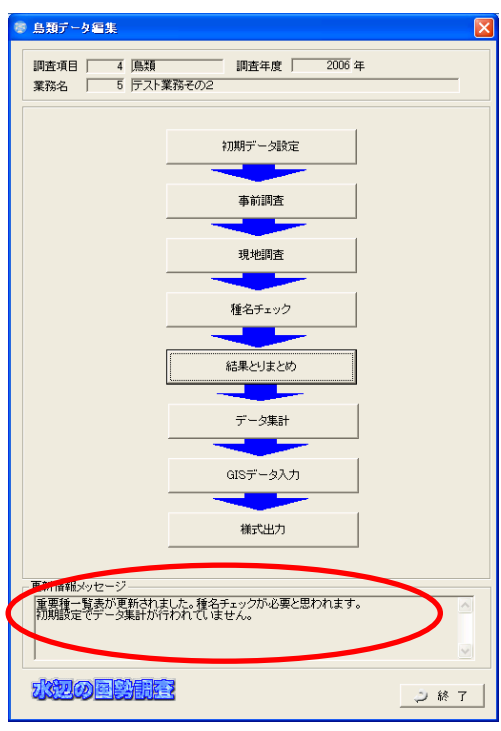 鳥類データ編集
調査項目 4 鳥類 調査年度 2006 年
業務名 5 テスト業務その2
初期データ設定
事前調査
現地調査
種名チェック
結果とりまとめ
データ集計
GISデータ入力
様式出力
更新情報メッセージ
重要種一覧表が更新されました。種名チェックが必要と思われます。
初期設定でデータ集計が行われていません。
水辺の国勢調査
終 了